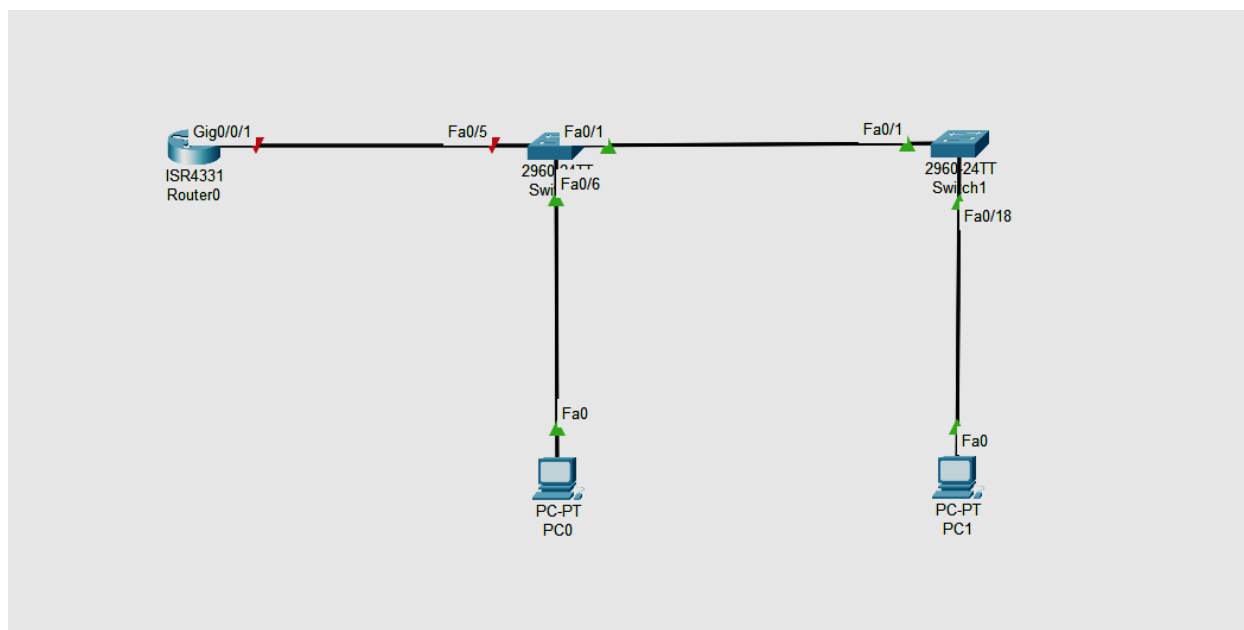 Gig0/0/1
ISR4331
Router0
Fa0/5
Fa0/1
Fa0/6
Fa0/1
2960-24TT
Switch1
Fa0/18
Fa0
PC-PT
PC0
Fa0
PC-PT
PC1